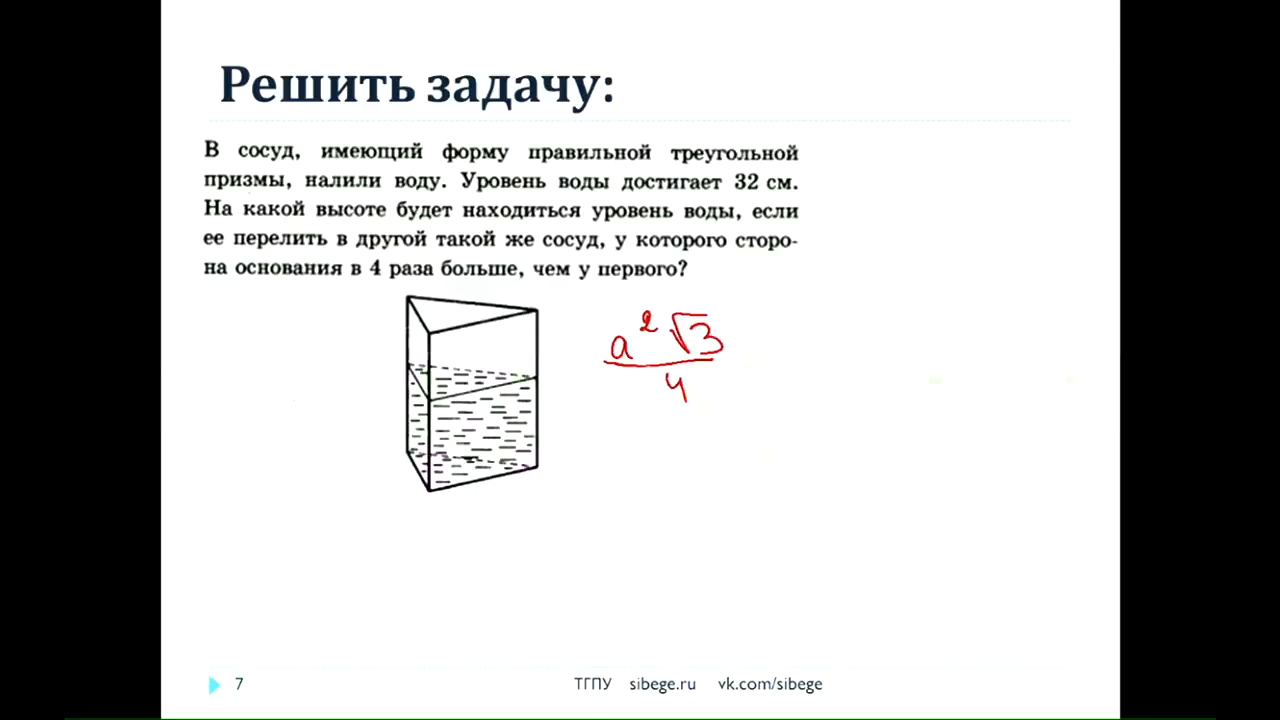 Решить задачу:
В сосуд, имеющий форму правильной треугольной
призмы, налили воду. Уровень воды достигает 32 см.
На какой высоте будет находиться уровень воды, если
ее перелить в другой такой же сосуд, у которого сторо-
на основания в 4 раза больше, чем у первого?
a² √3
4
7 ТГПУ sibege.ru vk.com/sibege